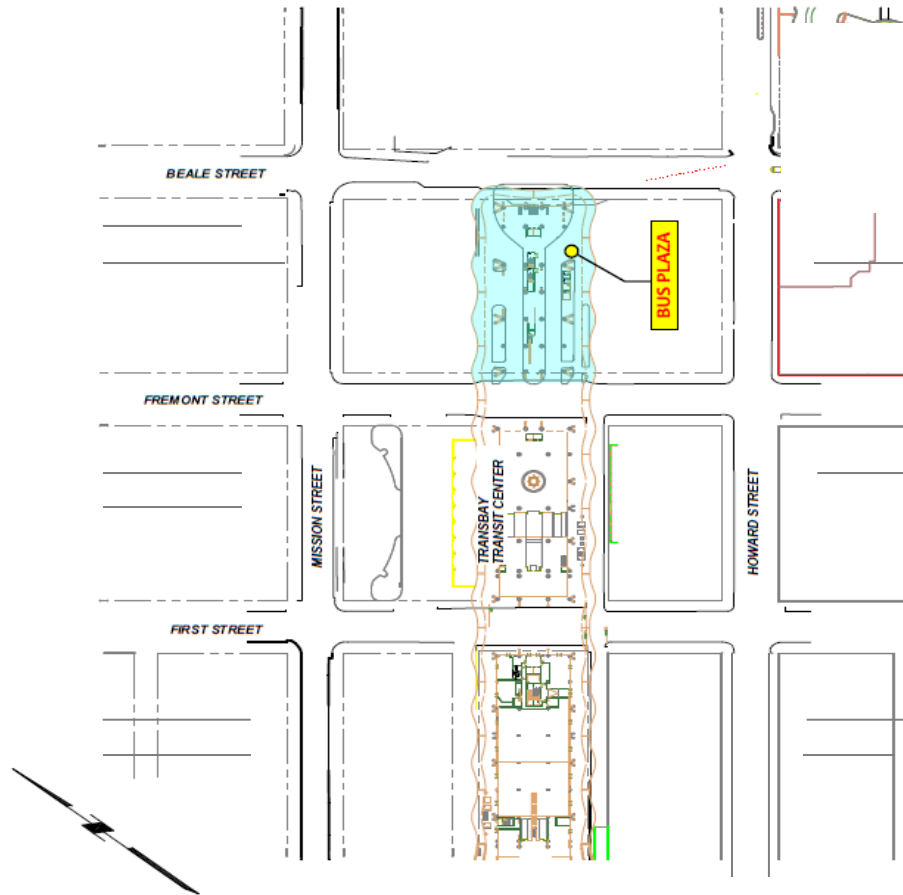 BEALE STREET
BUS PLAZA
FREMONT STREET
MISSION STREET
TRANSBAY
TRANSIT CENTER
HOWARD STREET
FIRST STREET